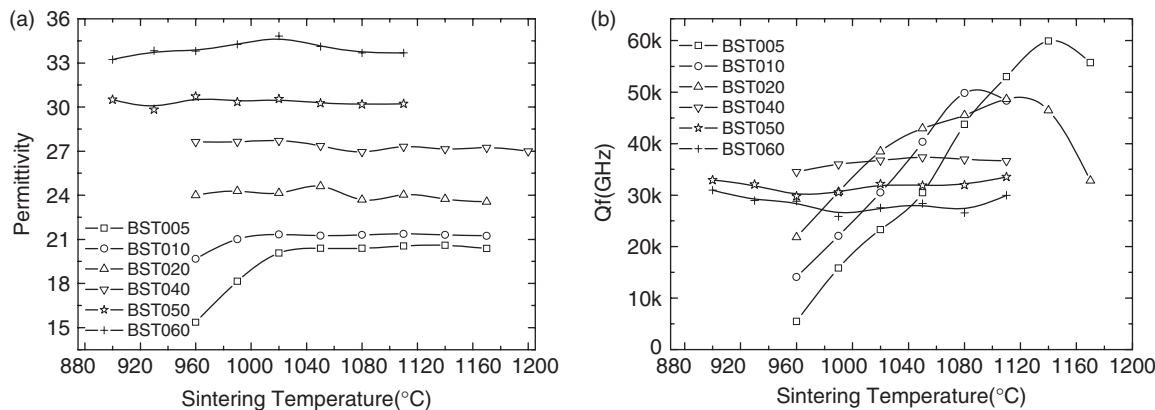 (a)
36
33
30
27
24
21
18
15
Permittivity
BST005
BST010
BST020
BST040
BST050
BST060
880 920 960 1000 1040 1080 1120 1160 1200
Sintering Temperature(°C)
(b)
60k
50k
40k
30k
20k
10k
0
Qf(GHz)
BST005
BST010
BST020
BST040
BST050
BST060
880 920 960 1000 1040 1080 1120 1160 1200
Sintering Temperature(°C)